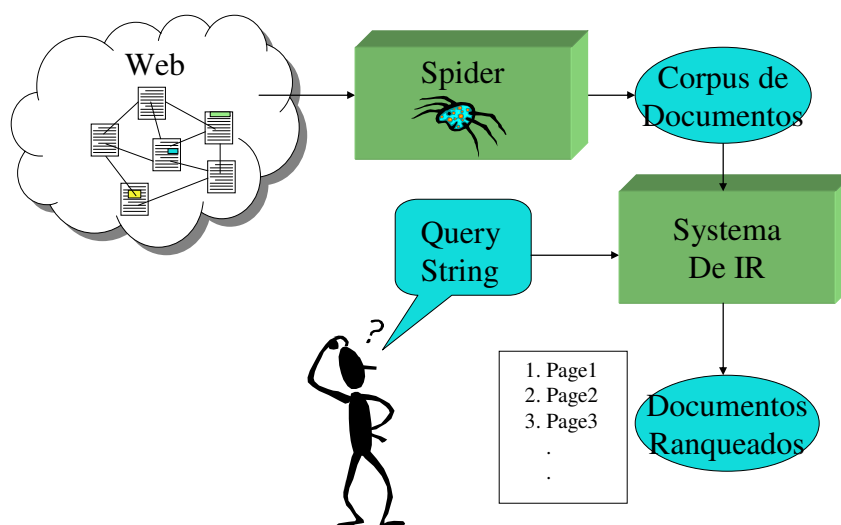 Web
Spider
Corpus de
Documentos
Query
String
Systema
De IR
?
1. Page1
2. Page2
3. Page3
.
.
Documentos
Ranqueados